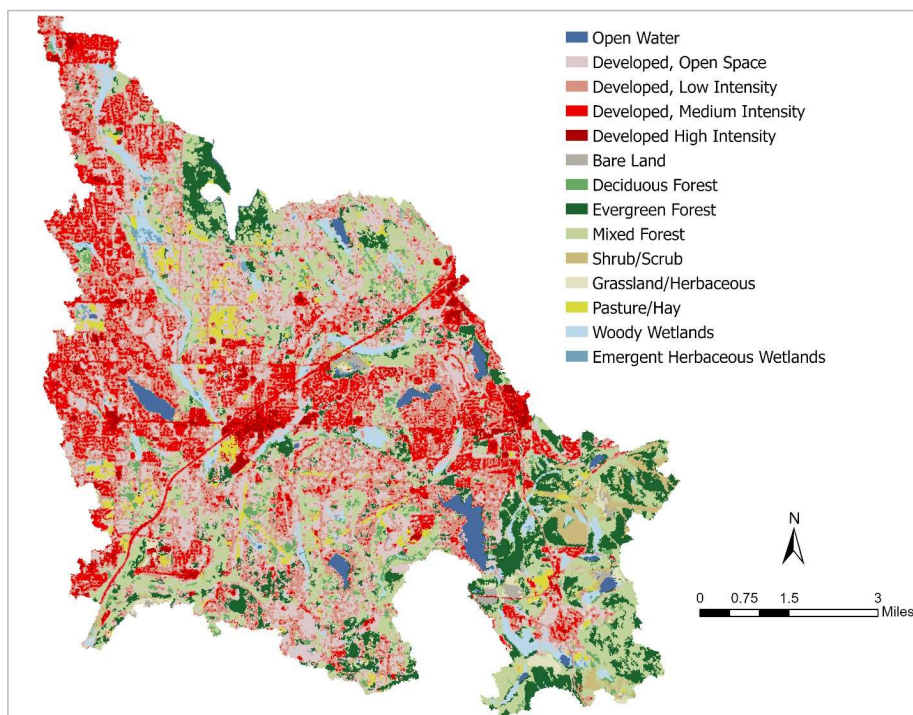 Open Water
Developed, Open Space
Developed, Low Intensity
Developed, Medium Intensity
Developed High Intensity
Bare Land
Deciduous Forest
Evergreen Forest
Mixed Forest
Shrub/Scrub
Grassland/Herbaceous
Pasture/Hay
Woody Wetlands
Emergent Herbaceous Wetlands
N
0 0.75 1.5 3
Miles